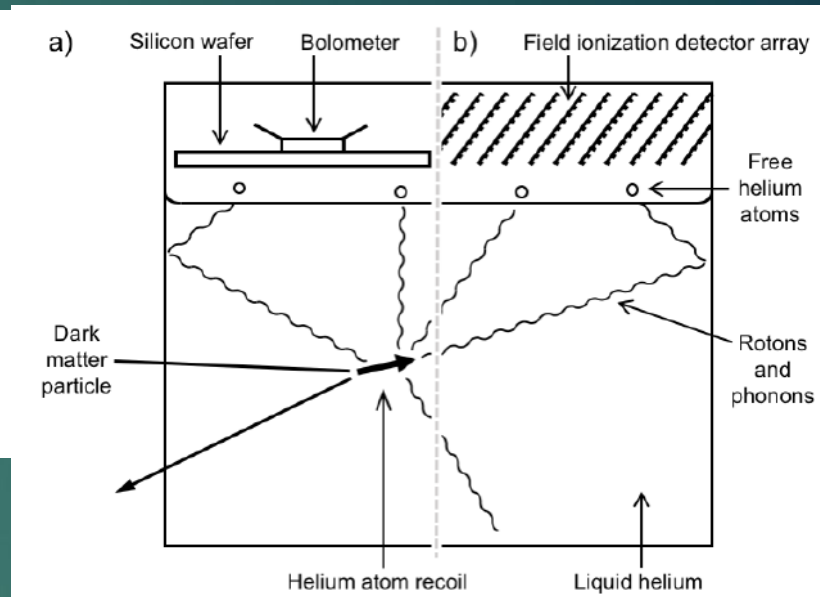 a)
Silicon wafer
Bolometer
b)
Field ionization detector array
Free
helium
atoms
Dark
matter
particle
Rotons
and
phonons
Helium atom recoil
Liquid helium